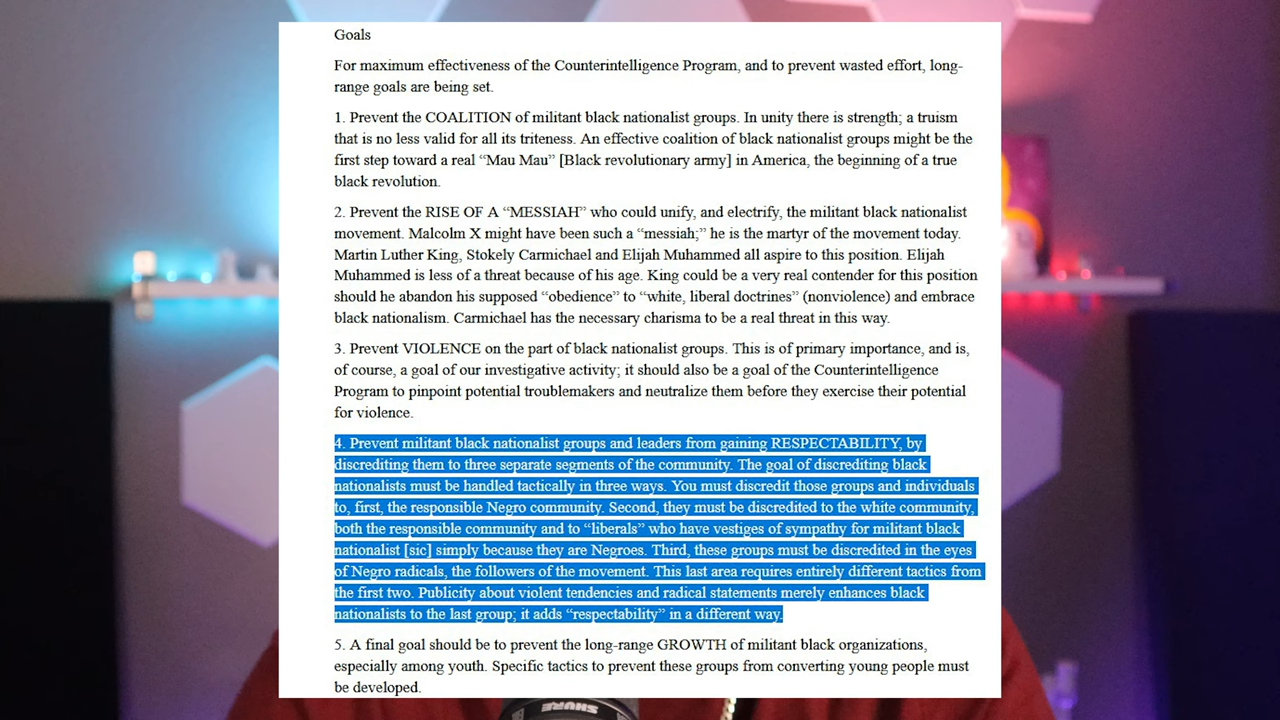 Goals
For maximum effectiveness of the Counterintelligence Program, and to prevent wasted effort, long-
range goals are being set.
1. Prevent the COALITION of militant black nationalist groups. In unity there is strength; a truism
that is no less valid for all its triteness. An effective coalition of black nationalist groups might be the
first step toward a real “Mau Mau” [Black revolutionary army] in America, the beginning of a true
black revolution.
2. Prevent the RISE OF A “MESSIAH” who could unify, and electrify, the militant black nationalist
movement. Malcolm X might have been such a “messiah;” he is the martyr of the movement today.
Martin Luther King, Stokely Carmichael and Elijah Muhammed all aspire to this position. Elijah
Muhammed is less of a threat because of his age. King could be a very real contender for this position
should he abandon his supposed “obedience” to “white, liberal doctrines” (nonviolence) and embrace
black nationalism. Carmichael has the necessary charisma to be a real threat in this way.
3. Prevent VIOLENCE on the part of black nationalist groups. This is of primary importance, and is,
of course, a goal of our investigative activity; it should also be a goal of the Counterintelligence
Program to pinpoint potential troublemakers and neutralize them before they exercise their potential
for violence.
4. Prevent militant black nationalist groups and leaders from gaining RESPECTABILITY, by
discrediting them to three separate segments of the community. The goal of discrediting black
nationalists must be handled tactically in three ways. You must discredit those groups and individuals
to, first, the responsible Negro community. Second, they must be discredited to the white community,
both the responsible community and to “liberals” who have vestiges of sympathy for militant black
nationalist [sic] simply because they are Negroes. Third, these groups must be discredited in the eyes
of Negro radicals, the followers of the movement. This last area requires entirely different tactics from
the first two. Publicity about violent tendencies and radical statements merely enhances black
nationalists to the last group; it adds “respectability” in a different way.
5. A final goal should be to prevent the long-range GROWTH of militant black organizations,
especially among youth. Specific tactics to prevent these groups from converting young people must
be developed.
SHURE